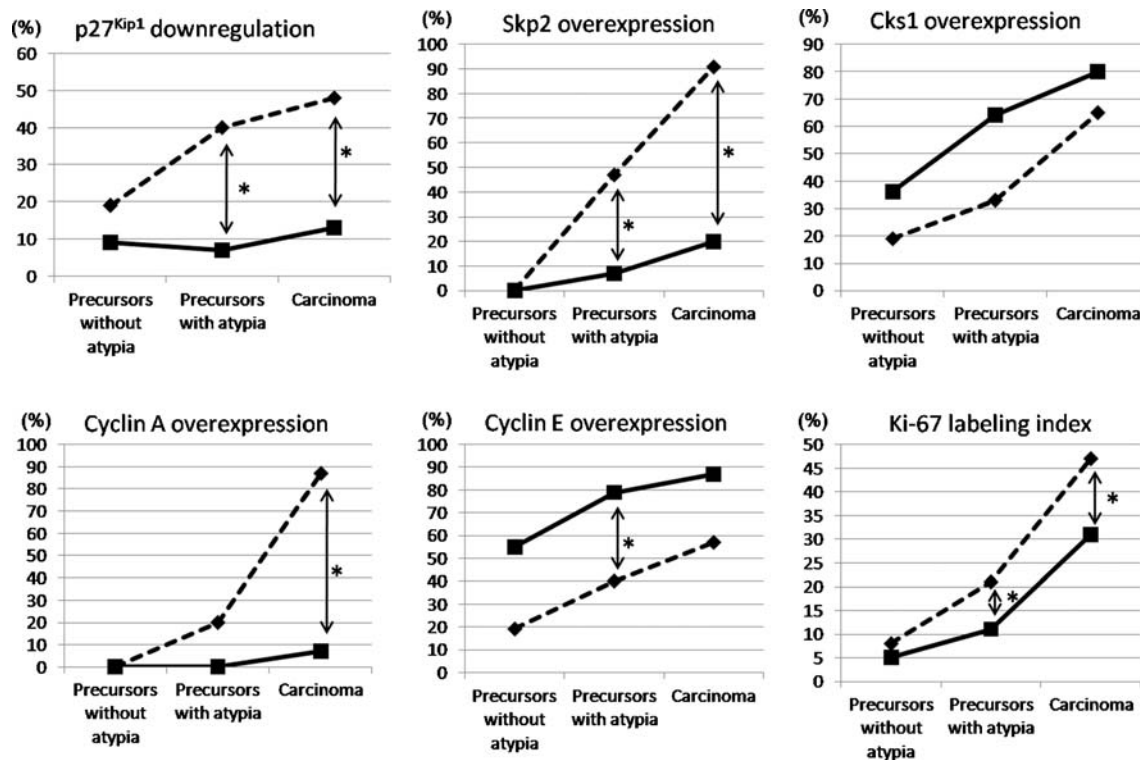 (%) p27Kip1 downregulation
60
50
40
30
20
10
0
*
*
Precursors without atypia
Precursors with atypia
Carcinoma
(%) Skp2 overexpression
100
90
80
70
60
50
40
30
20
10
0
*
*
Precursors without atypia
Precursors with atypia
Carcinoma
(%) Cks1 overexpression
90
80
70
60
50
40
30
20
10
0
Precursors without atypia
Precursors with atypia
Carcinoma
(%) Cyclin A overexpression
100
90
80
70
60
50
40
30
20
10
0
*
Precursors without atypia
Precursors with atypia
Carcinoma
(%) Cyclin E overexpression
100
90
80
70
60
50
40
30
20
10
0
*
Precursors without atypia
Precursors with atypia
Carcinoma
(%) Ki-67 labeling index
50
45
40
35
30
25
20
15
10
5
0
*
*
Precursors without atypia
Precursors with atypia
Carcinoma